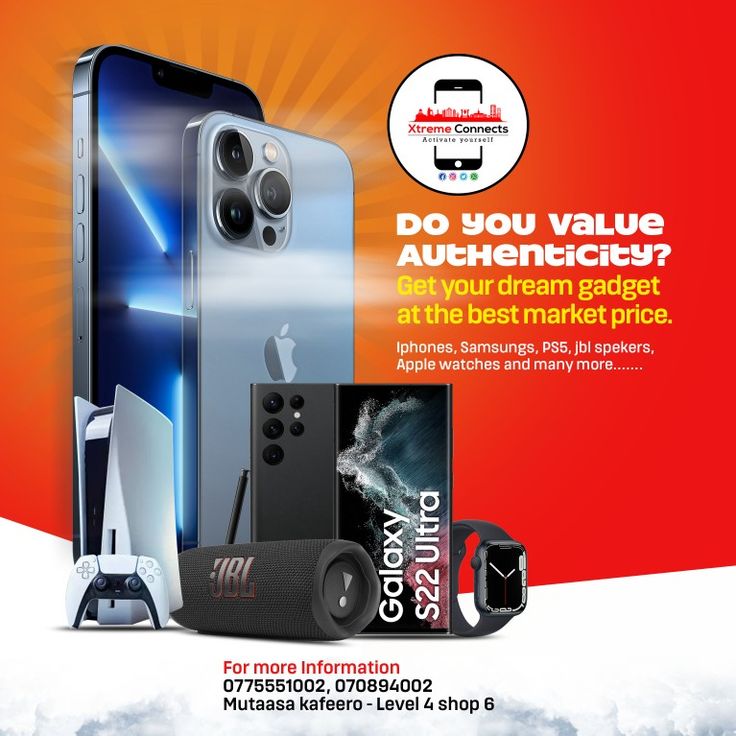 Xtreme Connects
Activate yourself
Do you value
Authenticity?
Get your dream gadget
at the best market price.
Iphones, Samsungs, PS5, jbl spekers,
Apple watches and many more.......
JBL
Galaxy
S22 Ultra
For more Information
0775551002, 070894002
Mutaasa kafeero - Level 4 shop 6